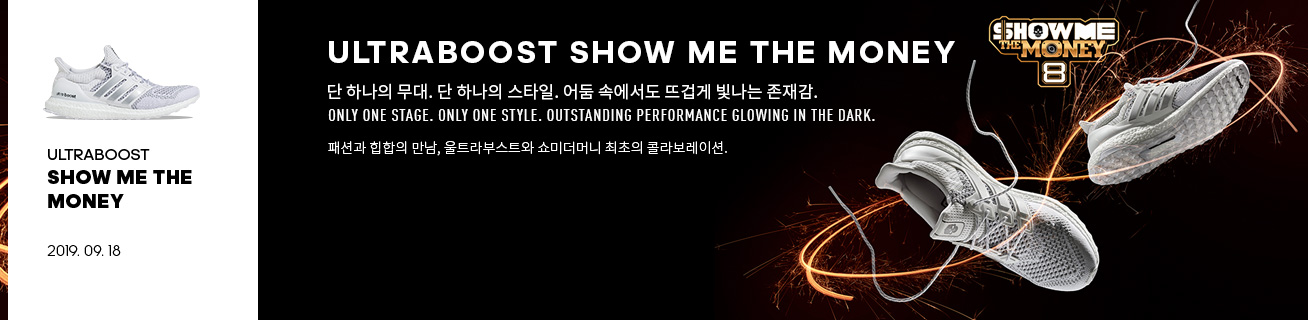 ULTRABOOST
SHOW ME THE
MONEY
2019. 09. 18
ULTRABOOST SHOW ME THE MONEY
단 하나의 무대. 단 하나의 스타일. 어둠 속에서도 뜨겁게 빛나는 존재감.
ONLY ONE STAGE. ONLY ONE STYLE. OUTSTANDING PERFORMANCE GLOWING IN THE DARK.
패션과 힙합의 만남, 울트라부스트와 쇼미더머니 최초의 콜라보레이션.
SHOW ME
THE MONEY
8